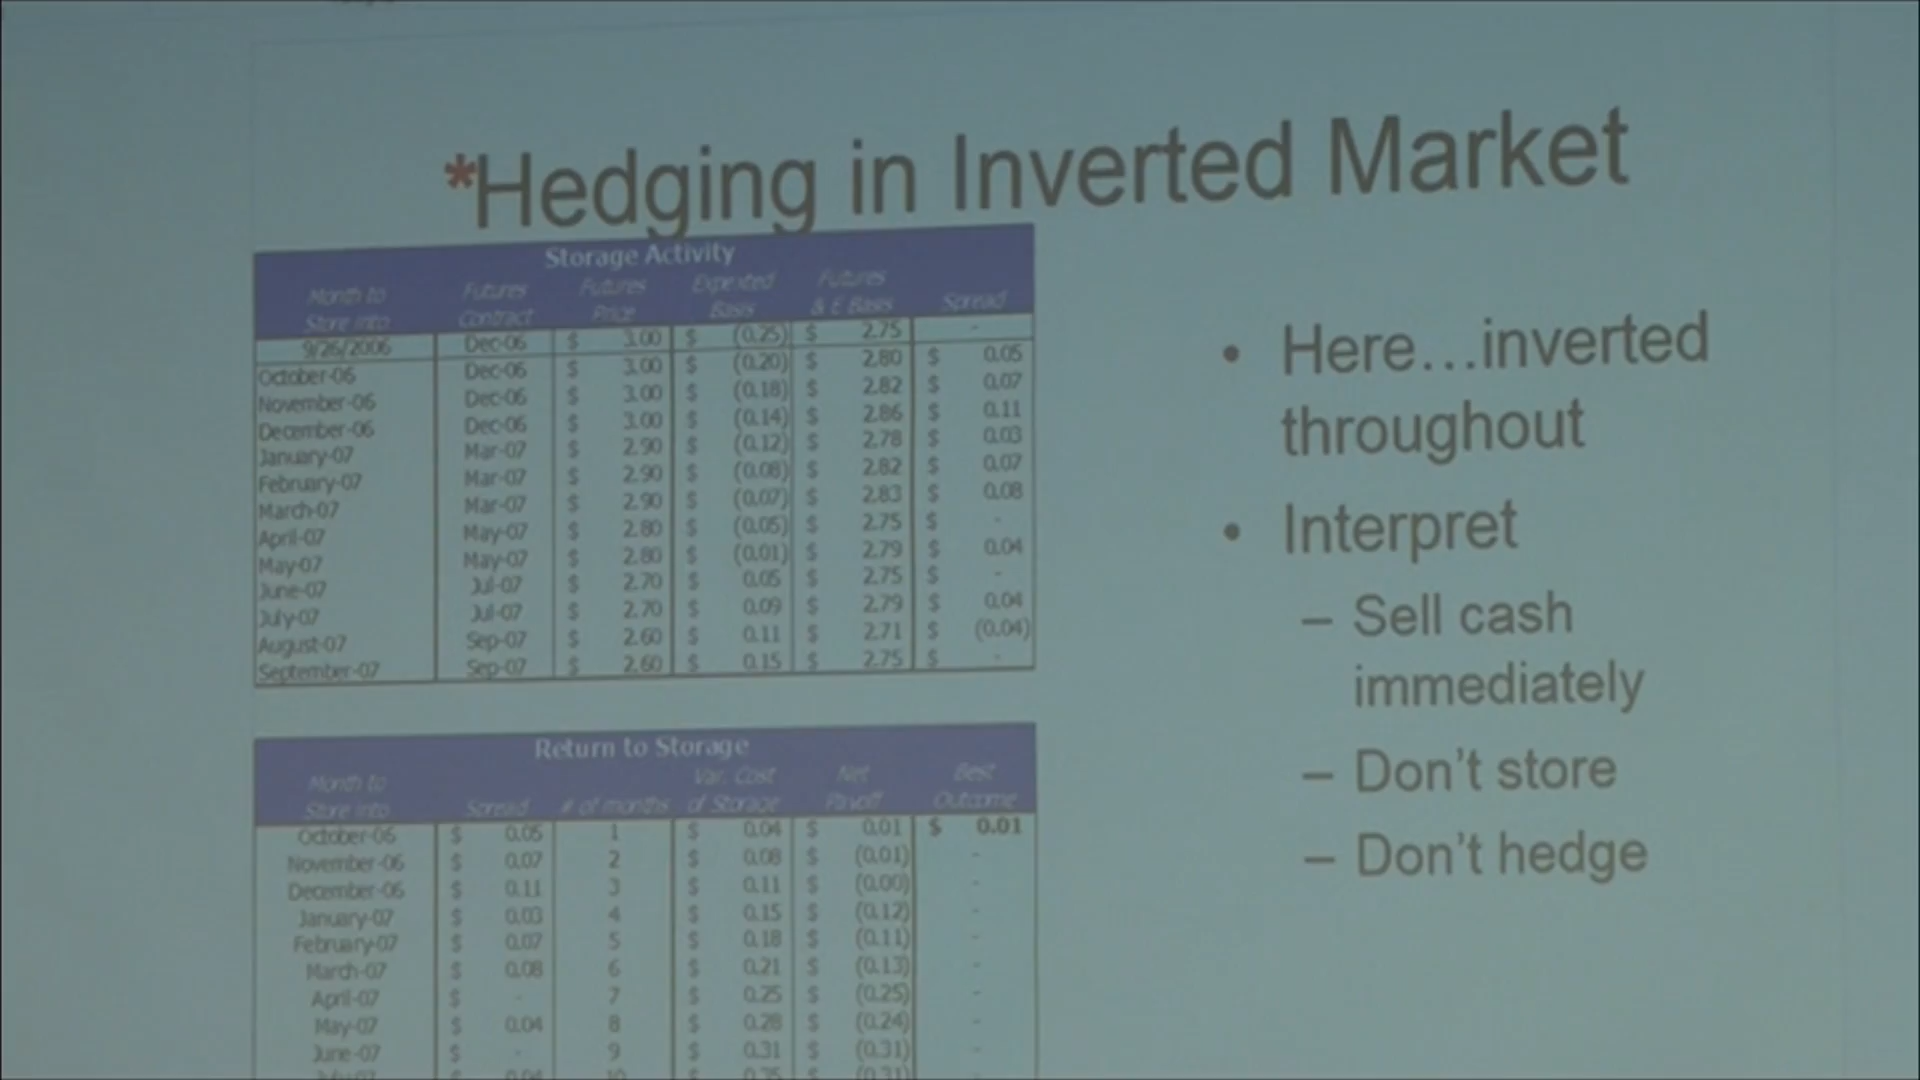 *Hedging in Inverted Market
Storage Activity
Month to Store into Futures Contract Futures Price Expected Basis Futures & E Basis Spread
9/26/2006 Dec-06 $ 3.00 $ (0.25) $ 2.75 -
October-06 Dec-06 $ 3.00 $ (0.20) $ 2.80 $ 0.05
November-06 Dec-06 $ 3.00 $ (0.18) $ 2.82 $ 0.07
December-06 Dec-06 $ 3.00 $ (0.14) $ 2.86 $ 0.11
January-07 Mar-07 $ 2.90 $ (0.12) $ 2.78 $ 0.03
February-07 Mar-07 $ 2.90 $ (0.08) $ 2.82 $ 0.07
March-07 Mar-07 $ 2.90 $ (0.07) $ 2.83 $ 0.08
April-07 May-07 $ 2.80 $ (0.05) $ 2.75 $ -
May-07 May-07 $ 2.80 $ (0.01) $ 2.79 $ 0.04
June-07 Jul-07 $ 2.70 $ 0.05 $ 2.75 $ -
July-07 Jul-07 $ 2.70 $ 0.09 $ 2.79 $ 0.04
August-07 Sep-07 $ 2.60 $ 0.11 $ 2.71 $ (0.04)
September-07 Sep-07 $ 2.60 $ 0.15 $ 2.75 $ -
Return to Storage
Month to Store into Spread # of months Var. Cost of Storage Net Payoff Best Outcome
October-06 $ 0.05 1 $ 0.04 $ 0.01 $ 0.01
November-06 $ 0.07 2 $ 0.08 $ (0.01) -
December-06 $ 0.11 3 $ 0.11 $ (0.00) -
January-07 $ 0.03 4 $ 0.15 $ (0.12) -
February-07 $ 0.07 5 $ 0.18 $ (0.11) -
March-07 $ 0.08 6 $ 0.21 $ (0.13) -
April-07 $ - 7 $ 0.25 $ (0.25) -
May-07 $ 0.04 8 $ 0.28 $ (0.24) -
June-07 $ - 9 $ 0.31 $ (0.31) -
• Here…inverted
throughout
• Interpret
– Sell cash
immediately
– Don't store
– Don't hedge